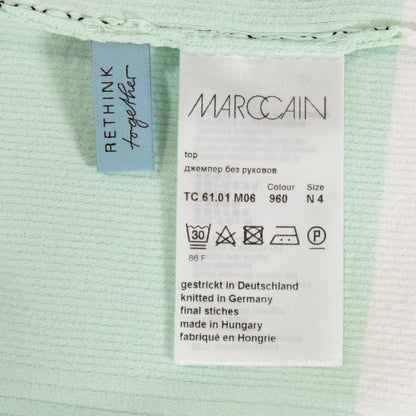 RETHINK
together
MARCCAIN
top
джемпер без руковов
Colour Size
TC 61.01 M06 960 N 4
30 P
86 F
gestrickt in Deutschland
knitted in Germany
final stiches
made in Hungary
fabriqué en Hongrie